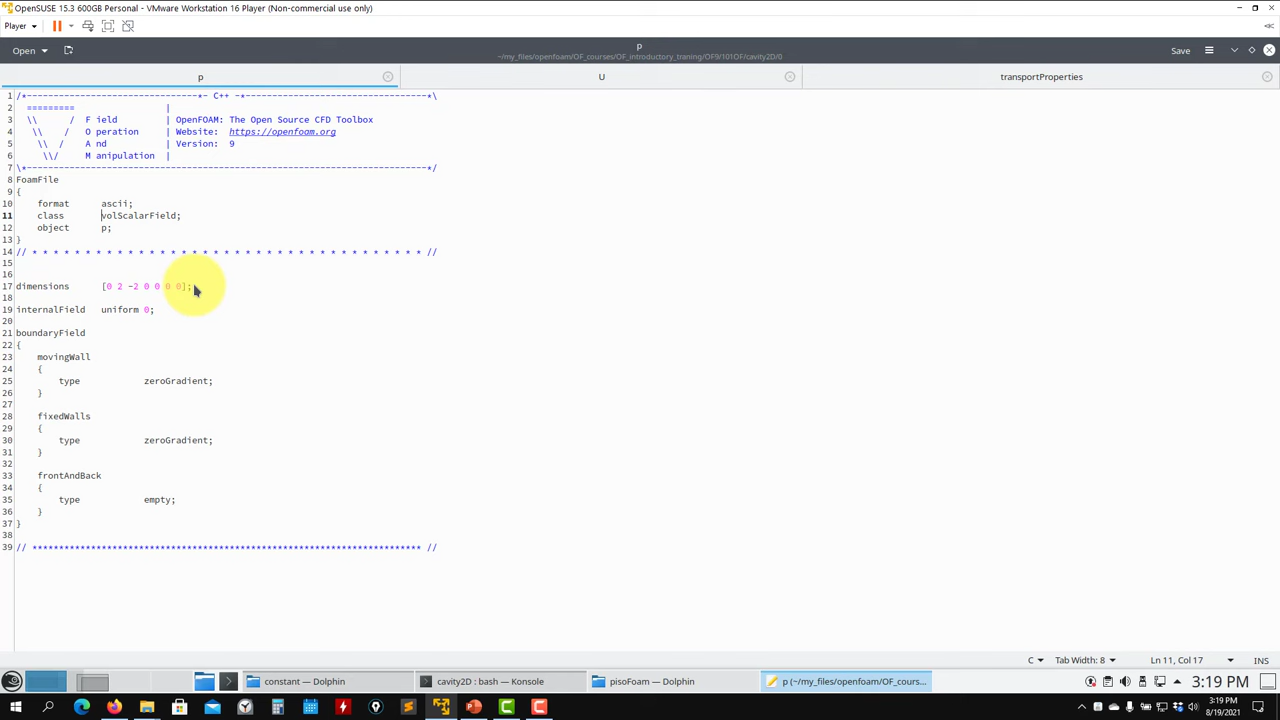 OpenSUSE 15.3 600GB Personal - VMware Workstation 16 Player (Non-commercial use only)
Player
Open
p
~/my_files/openfoam/OF_courses/OF_introductory_traning/OF9/101OF/cavity2D/0
Save
p
U
transportProperties
1 /*--------------------------------*- C++ -*----------------------------------*\
2 ========= |
3 \\ / F ield | OpenFOAM: The Open Source CFD Toolbox
4 \\ / O peration | Website: https://openfoam.org
5 \\ / A nd | Version: 9
6 \\/ M anipulation |
7 \*---------------------------------------------------------------------------*/
8 FoamFile
9 {
10 format ascii;
11 class volScalarField;
12 object p;
13 }
14 // * * * * * * * * * * * * * * * * * * * * * * * * * * * * * * * * * * * * * //
15
16
17 dimensions [0 2 -2 0 0 0 0];
18
19 internalField uniform 0;
20
21 boundaryField
22 {
23 movingWall
24 {
25 type zeroGradient;
26 }
27
28 fixedWalls
29 {
30 type zeroGradient;
31 }
32
33 frontAndBack
34 {
35 type empty;
36 }
37 }
38
39 // ************************************************************************* //
C
Tab Width: 8
Ln 11, Col 17
INS
constant — Dolphin
cavity2D : bash — Konsole
pisoFoam — Dolphin
p (~/my_files/openfoam/OF_cours...
3:19 PM
3:19 PM
8/19/2021